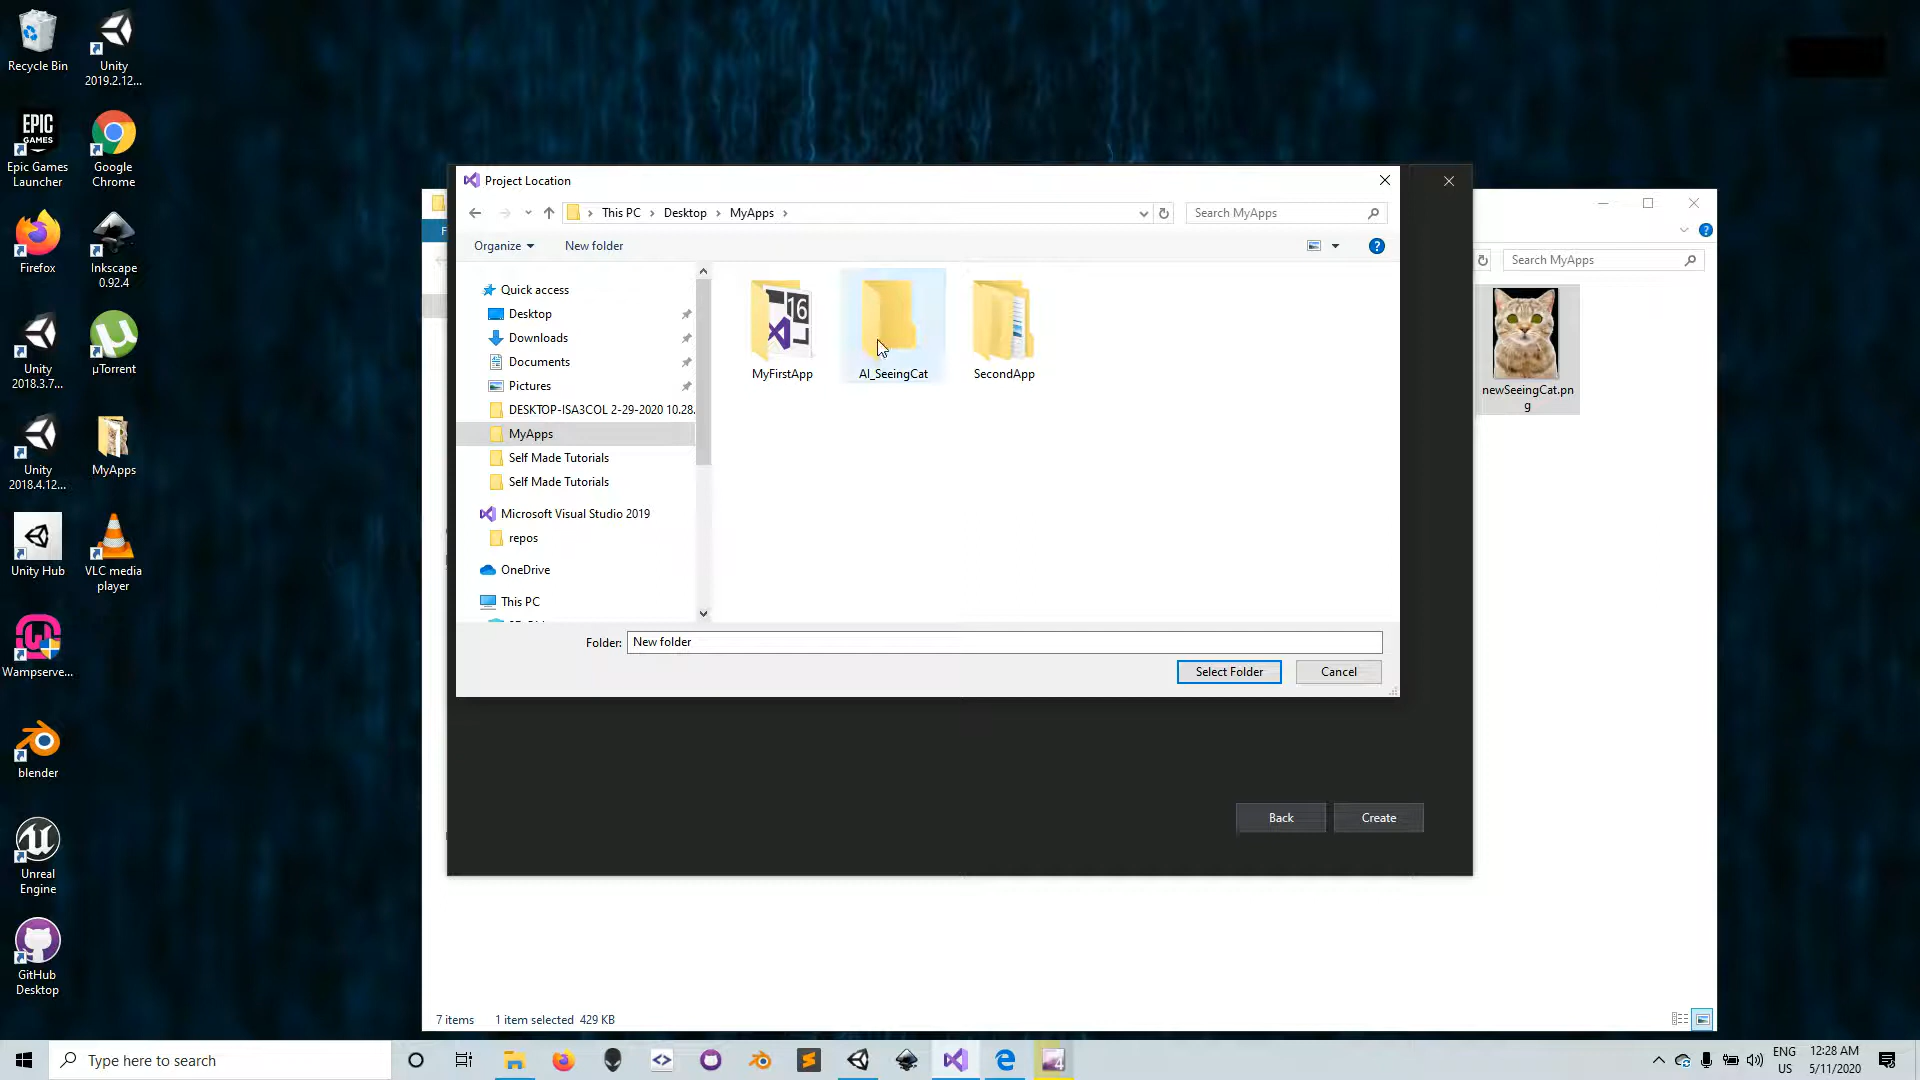 Recycle Bin
Unity
2019.2.12...
EPIC
GAMES
Epic Games
Launcher
Google
Chrome
Firefox
Inkscape
0.92.4
Unity
2018.3.7...
µTorrent
Unity
2018.4.12...
MyApps
Unity Hub
VLC media
player
Wampserve...
blender
Unreal
Engine
GitHub
Desktop
Project Location
This PC
Desktop
MyApps
Search MyApps
Organize
New folder
Quick access
Desktop
Downloads
Documents
Pictures
DESKTOP-ISA3COL 2-29-2020 10.28.
MyApps
Self Made Tutorials
Self Made Tutorials
Microsoft Visual Studio 2019
repos
OneDrive
This PC
16
MyFirstApp
AI_SeeingCat
SecondApp
Folder:
New folder
Select Folder
Cancel
Back
Create
F
Search MyApps
newSeeingCat.pn
g
7 items
1 item selected 429 KB
Type here to search
4
ENG
US
12:28 AM
5/11/2020